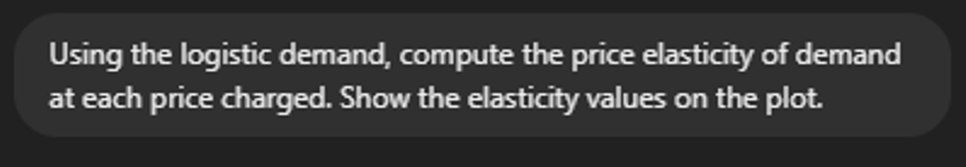 Using the logistic demand, compute the price elasticity of demand
at each price charged. Show the elasticity values on the plot.